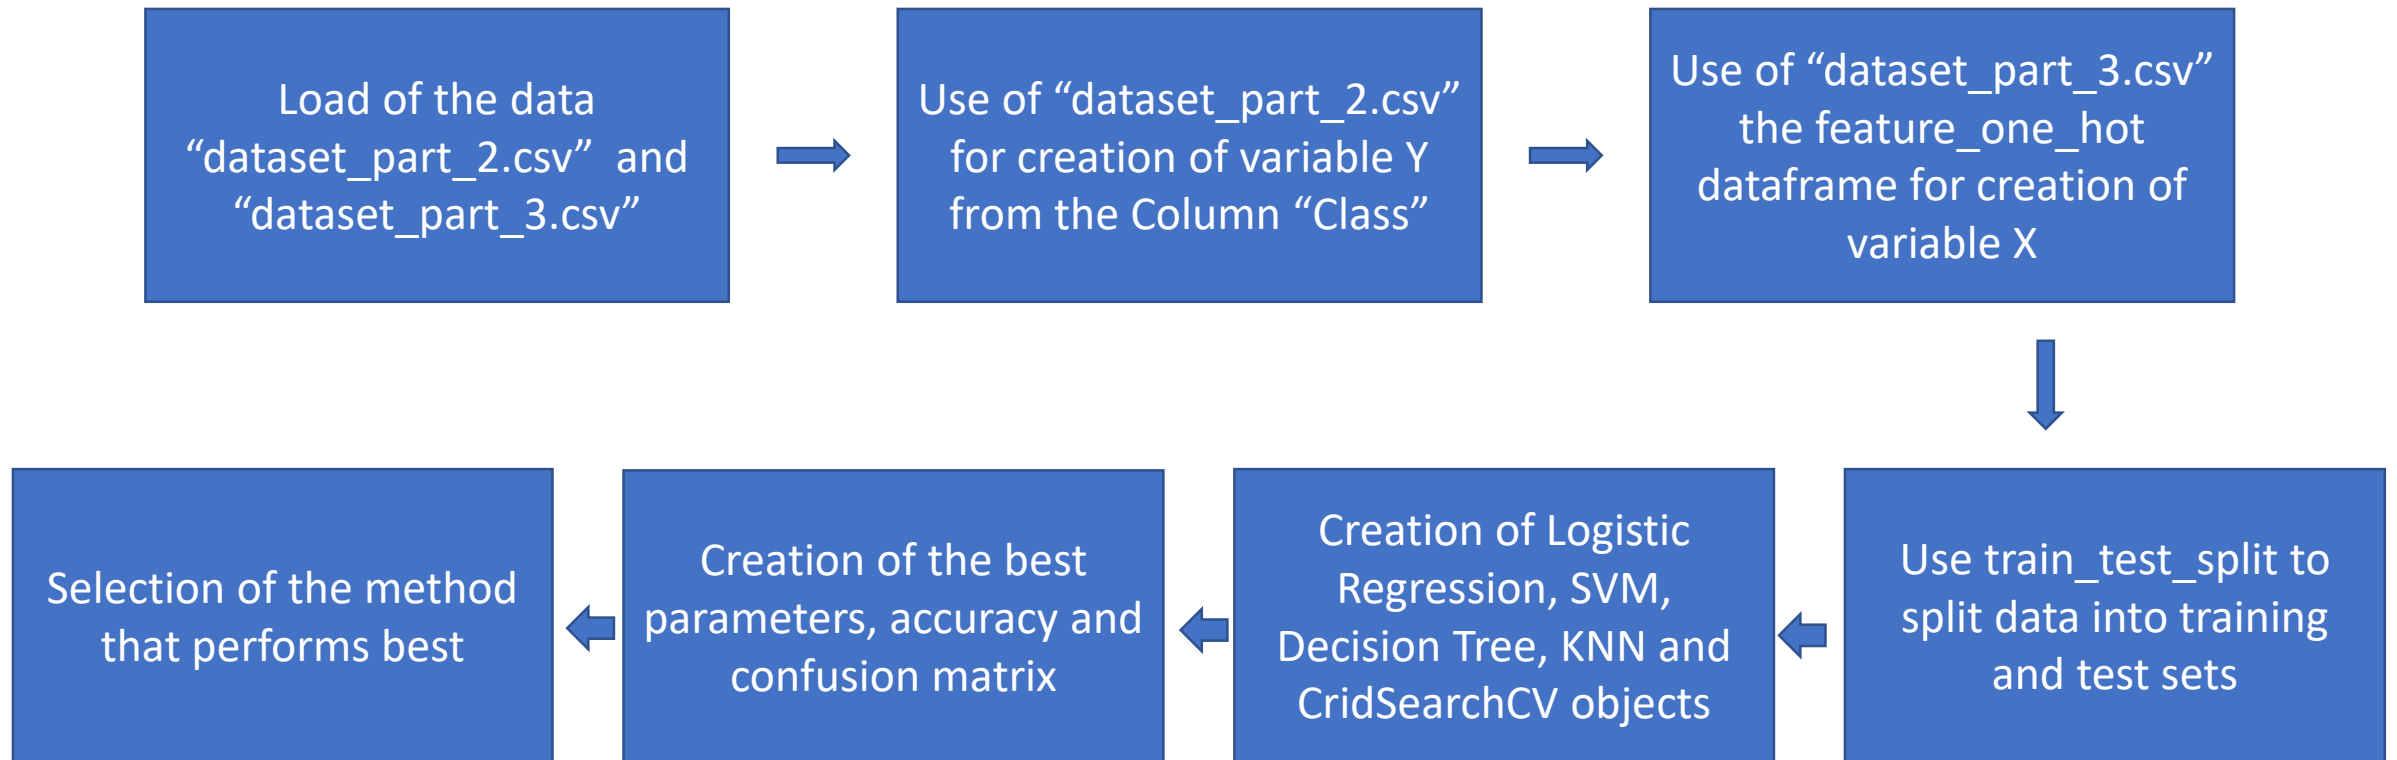 Load of the data
“dataset_part_2.csv”  and
“dataset_part_3.csv”
Use of “dataset_part_2.csv”
for creation of variable Y
from the Column “Class”
Use of “dataset_part_3.csv”
the feature_one_hot
dataframe for creation of
variable X
Use train_test_split to
split data into training
and test sets
Creation of Logistic
Regression, SVM,
Decision Tree, KNN and
CridSearchCV objects
Creation of the best
parameters, accuracy and
confusion matrix
Selection of the method
that performs best